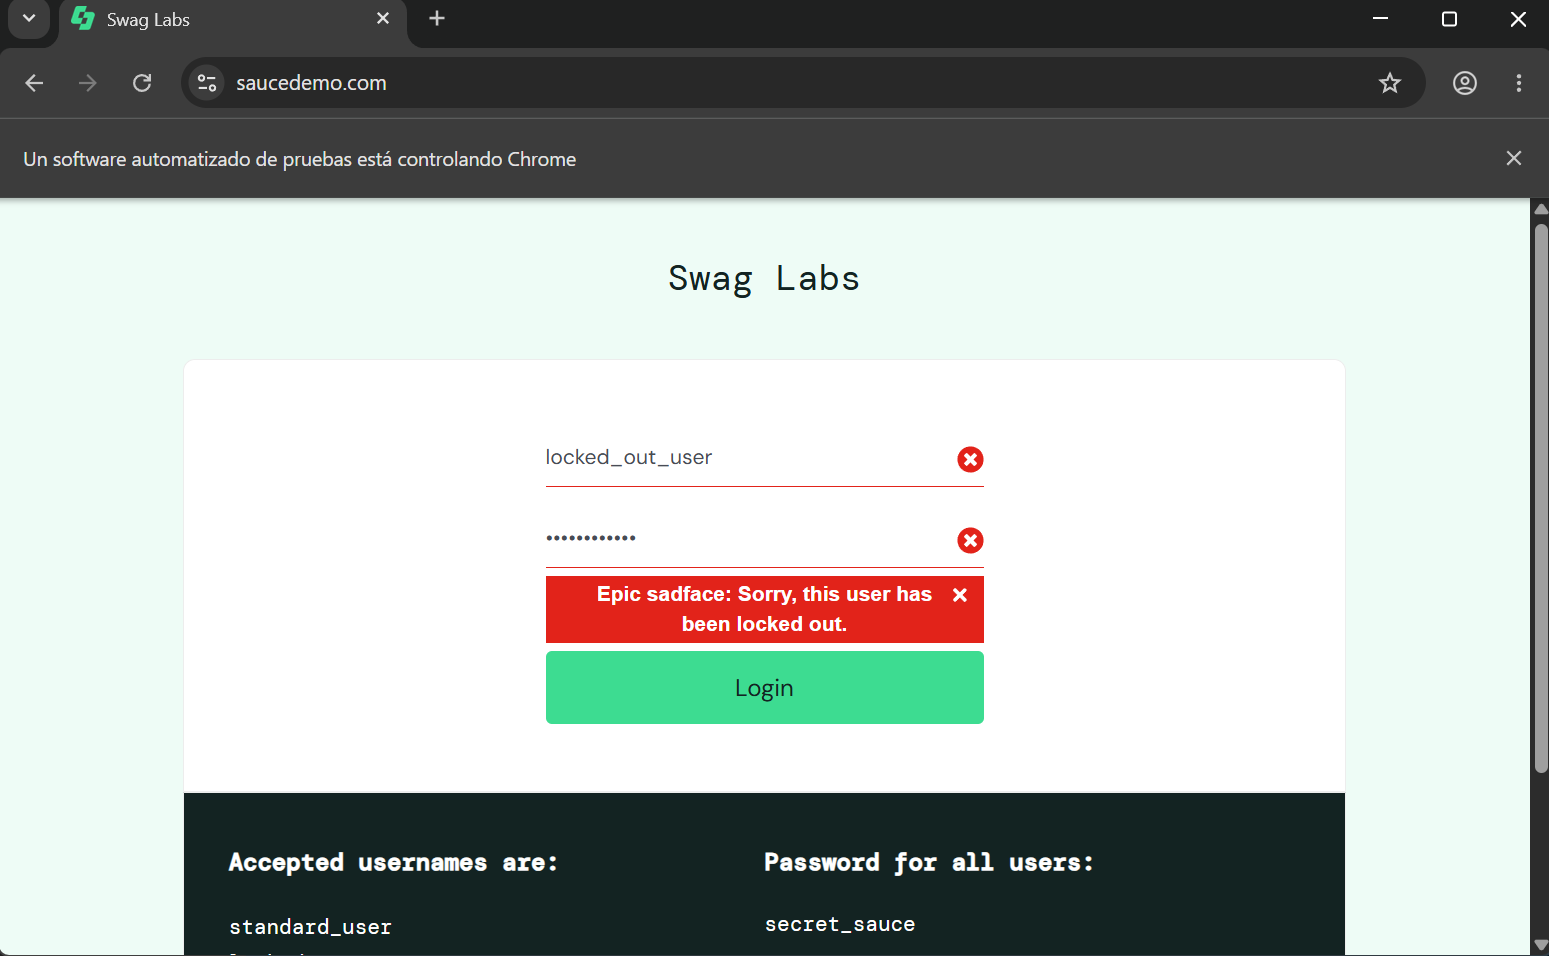 Swag Labs
saucedemo.com
Un software automatizado de pruebas está controlando Chrome
Swag Labs
locked_out_user
••••••••••••
Epic sadface: Sorry, this user has
been locked out.
Login
Accepted usernames are:
Password for all users:
standard_user
secret_sauce